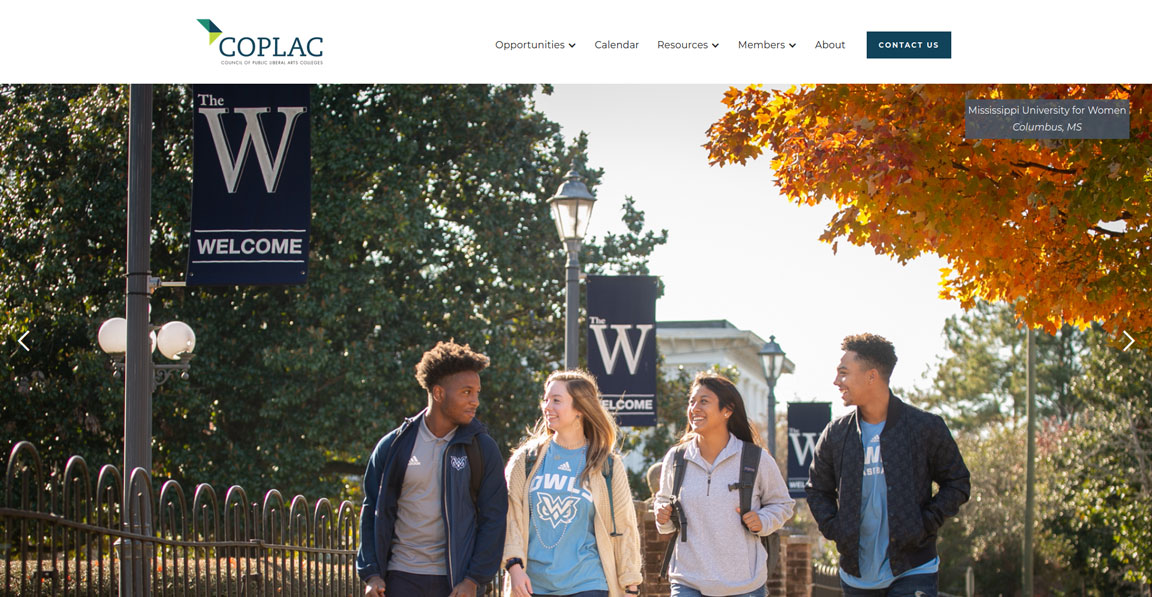 COPLAC
COUNCIL OF PUBLIC LIBERAL ARTS COLLEGES
Opportunities
Calendar
Resources
Members
About
CONTACT US
Mississippi University for Women
Columbus, MS
The
W
WELCOME
The
W
WELCOME
The
W
OWLS